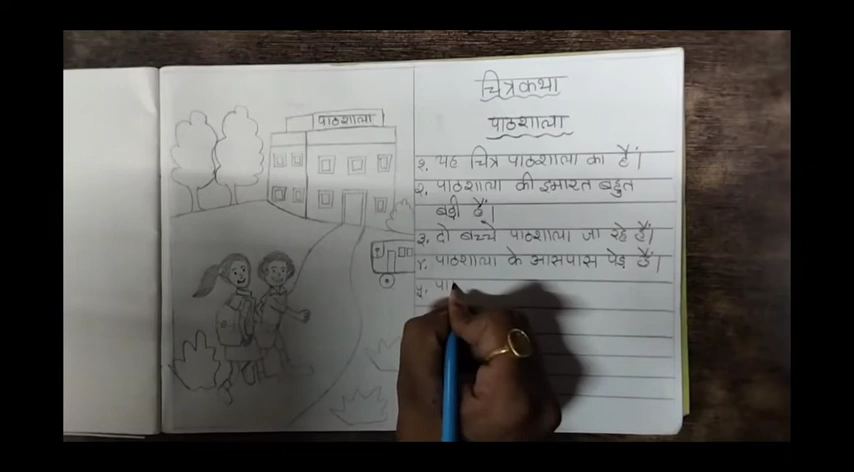 पाठशाला
चित्रकथा
पाठशाला
१. यह चित्र पाठशाला का हैं।
२. पाठशाला की इमारत बहुत
बड़ी हैं।
३. दो बच्चे पाठशाला जा रहे हैं।
४. पाठशाला के आसपास पेड़ हैं।
५. पा